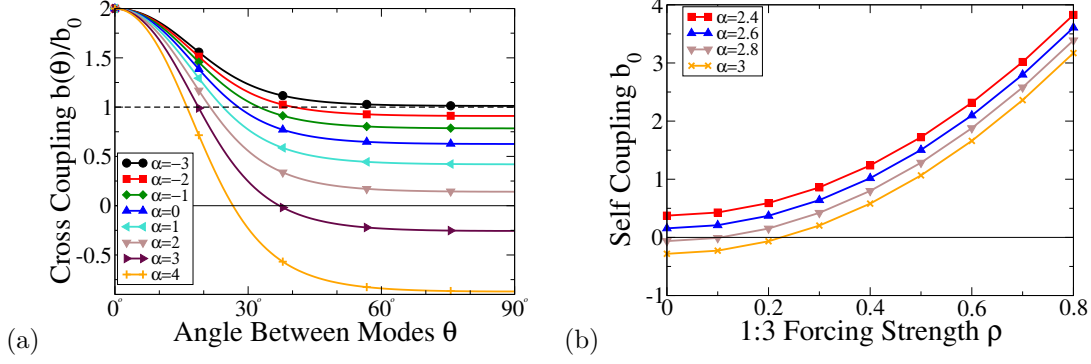 Cross Coupling b(θ)/b₀
2
1.5
1
0.5
0
-0.5
α=−3
α=−2
α=−1
α=0
α=1
α=2
α=3
α=4
0°
30°
60°
90°
Angle Between Modes θ
(a)
Self Coupling b₀
4
3
2
1
0
-1
α=2.4
α=2.6
α=2.8
α=3
0
0.2
0.4
0.6
0.8
1:3 Forcing Strength ρ
(b)